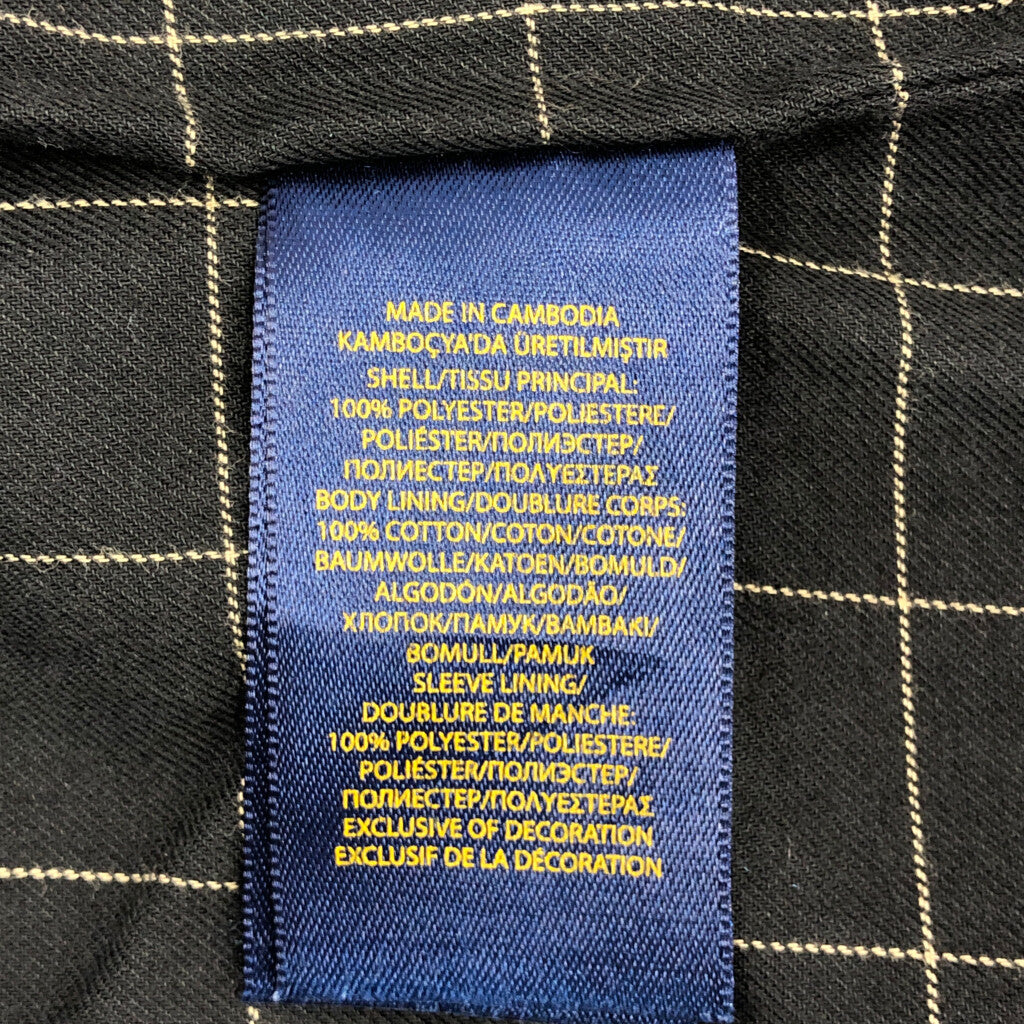 MADE IN CAMBODIA
KAMBOÇYA'DA ÜRETILMIŞTIR
SHELL/TISSU PRINCIPAL:
100% POLYESTER/POLIESTERE/
POLIÉSTER/ПОЛИЭСТЕР/
ПОЛИЕСТЕР/ΠΟΛΥΕΣΤΕΡΑΣ
BODY LINING/DOUBLURE CORPS:
100% COTTON/COTON/COTONE/
BAUMWOLLE/KATOEN/BOMULD/
ALGODÓN/ALGODÃO/
ХЛОПОК/ПАМУК/BAMBAKI/
BOMULL/PAMUK
SLEEVE LINING/
DOUBLURE DE MANCHE:
100% POLYESTER/POLIESTERE/
POLIÉSTER/ПОЛИЭСТЕР/
ПОЛИЕСТЕР/ΠΟΛΥΕΣΤΕΡΑΣ
EXCLUSIVE OF DECORATION
EXCLUSIF DE LA DÉCORATION